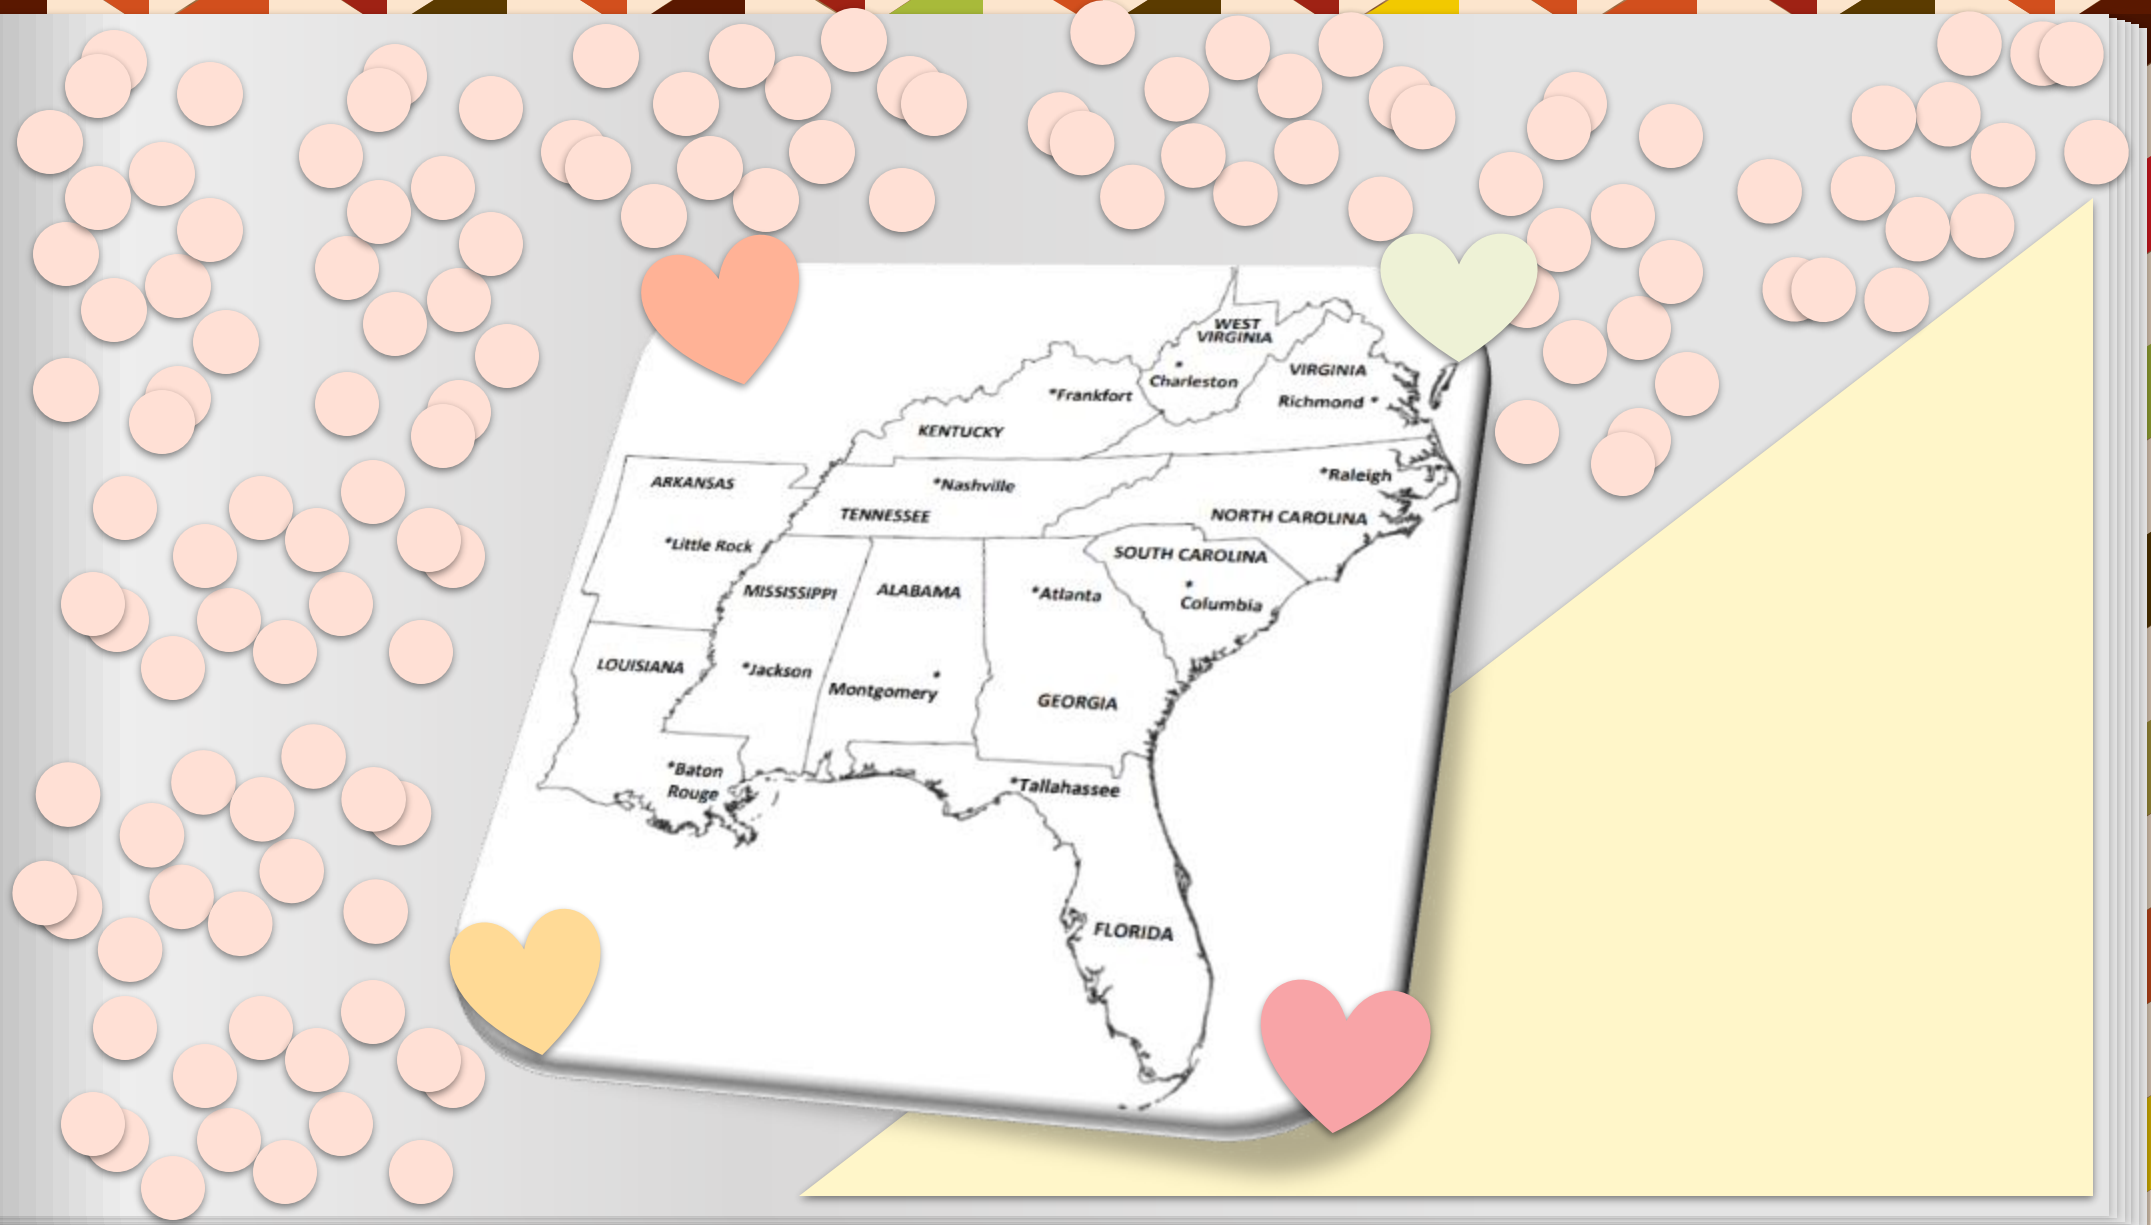 WEST
VIRGINIA
*
Charleston
VIRGINIA
Richmond *
*Frankfort
KENTUCKY
ARKANSAS
*Nashville
*Raleigh
TENNESSEE
NORTH CAROLINA
*Little Rock
SOUTH CAROLINA
*
Columbia
MISSISSIPPI
ALABAMA
*Atlanta
LOUISIANA
*Jackson
*
Montgomery
GEORGIA
*Baton
Rouge
*Tallahassee
FLORIDA